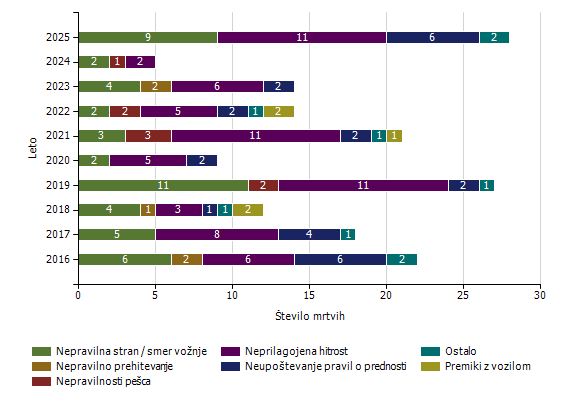 2025 9 11 6 2
2024 2 1 2
2023 4 2 6 2
2022 2 2 5 2 1 2
2021 3 3 11 2 1 1
2020 2 5 2
2019 11 2 11 2 1
2018 4 1 3 1 1 2
2017 5 8 4 1
2016 6 2 6 6 2
Leto
0 5 10 15 20 25 30
Število mrtvih
Nepravilna stran / smer vožnje Neprilagojena hitrost Ostalo
Nepravilno prehitevanje Neupoštevanje pravil o prednosti Premiki z vozilom
Nepravilnosti pešca